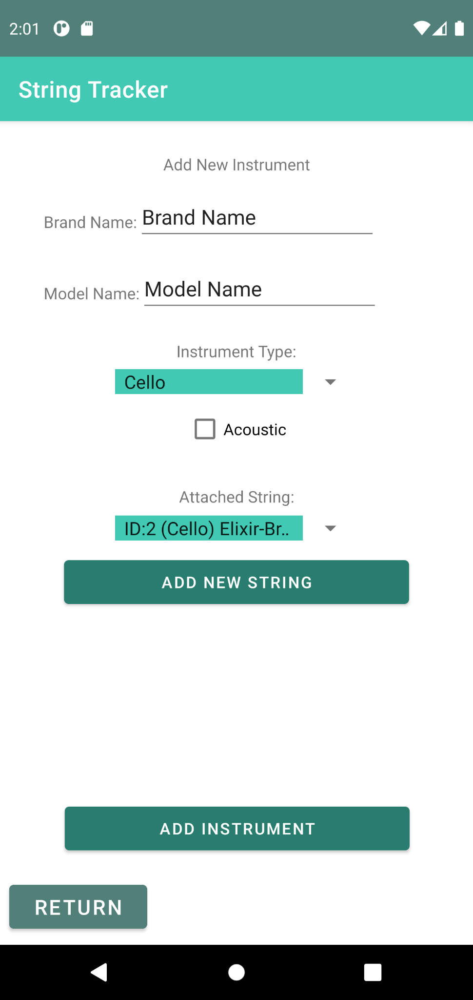 2:01
String Tracker
Add New Instrument
Brand Name: Brand Name
Model Name: Model Name
Instrument Type:
Cello
Acoustic
Attached String:
ID:2 (Cello) Elixir-Br..
ADD NEW STRING
ADD INSTRUMENT
RETURN